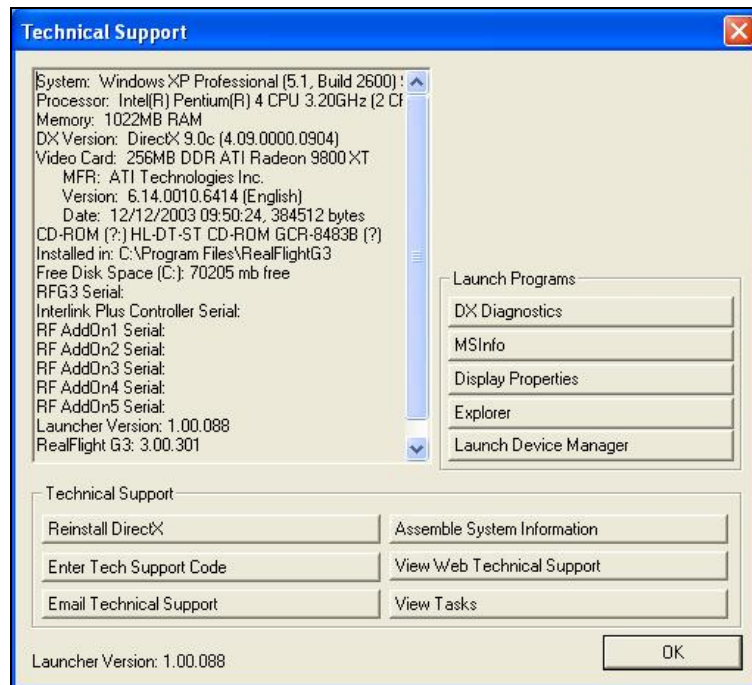 Technical Support
System: Windows XP Professional (5.1, Build 2600)
Processor: Intel(R) Pentium(R) 4 CPU 3.20GHz (2
Memory: 1022MB RAM
DX Version: DirectX 9.0c (4.09.0000.0904)
Video Card: 256MB DDR ATI Radeon 9800 XT
MFR: ATI Technologies Inc.
Version: 6.14.0010.6414 (English)
Date: 12/12/2003 09:50:24, 384512 bytes
CD-ROM (?:) HL-DT-ST CD-ROM GCR-8483B (?)
Installed in: C:\Program Files\RealFlightG3
Free Disk Space (C:): 70205 mb free
RFG3 Serial:
Interlink Plus Controller Serial:
RF AddOn1 Serial:
RF AddOn2 Serial:
RF AddOn3 Serial:
RF AddOn4 Serial:
RF AddOn5 Serial:
Launcher Version: 1.00.088
RealFlight G3: 3.00.301
Launch Programs
DX Diagnostics
MSInfo
Display Properties
Explorer
Launch Device Manager
Technical Support
Reinstall DirectX
Assemble System Information
Enter Tech Support Code
View Web Technical Support
Email Technical Support
View Tasks
Launcher Version: 1.00.088
OK